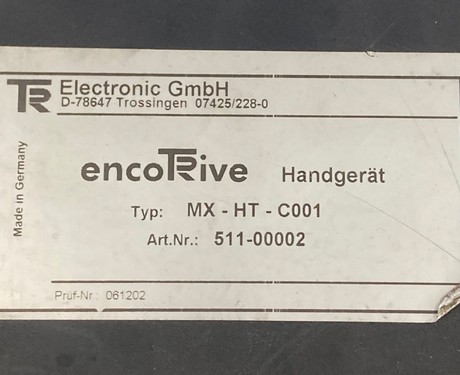 TR Electronic GmbH
D-78647 Trossingen 07425/228-0
Made in Germany
encoTRive Handgerät
Typ: MX - HT - C001
Art.Nr.: 511-00002
Prüf-Nr.: 061202